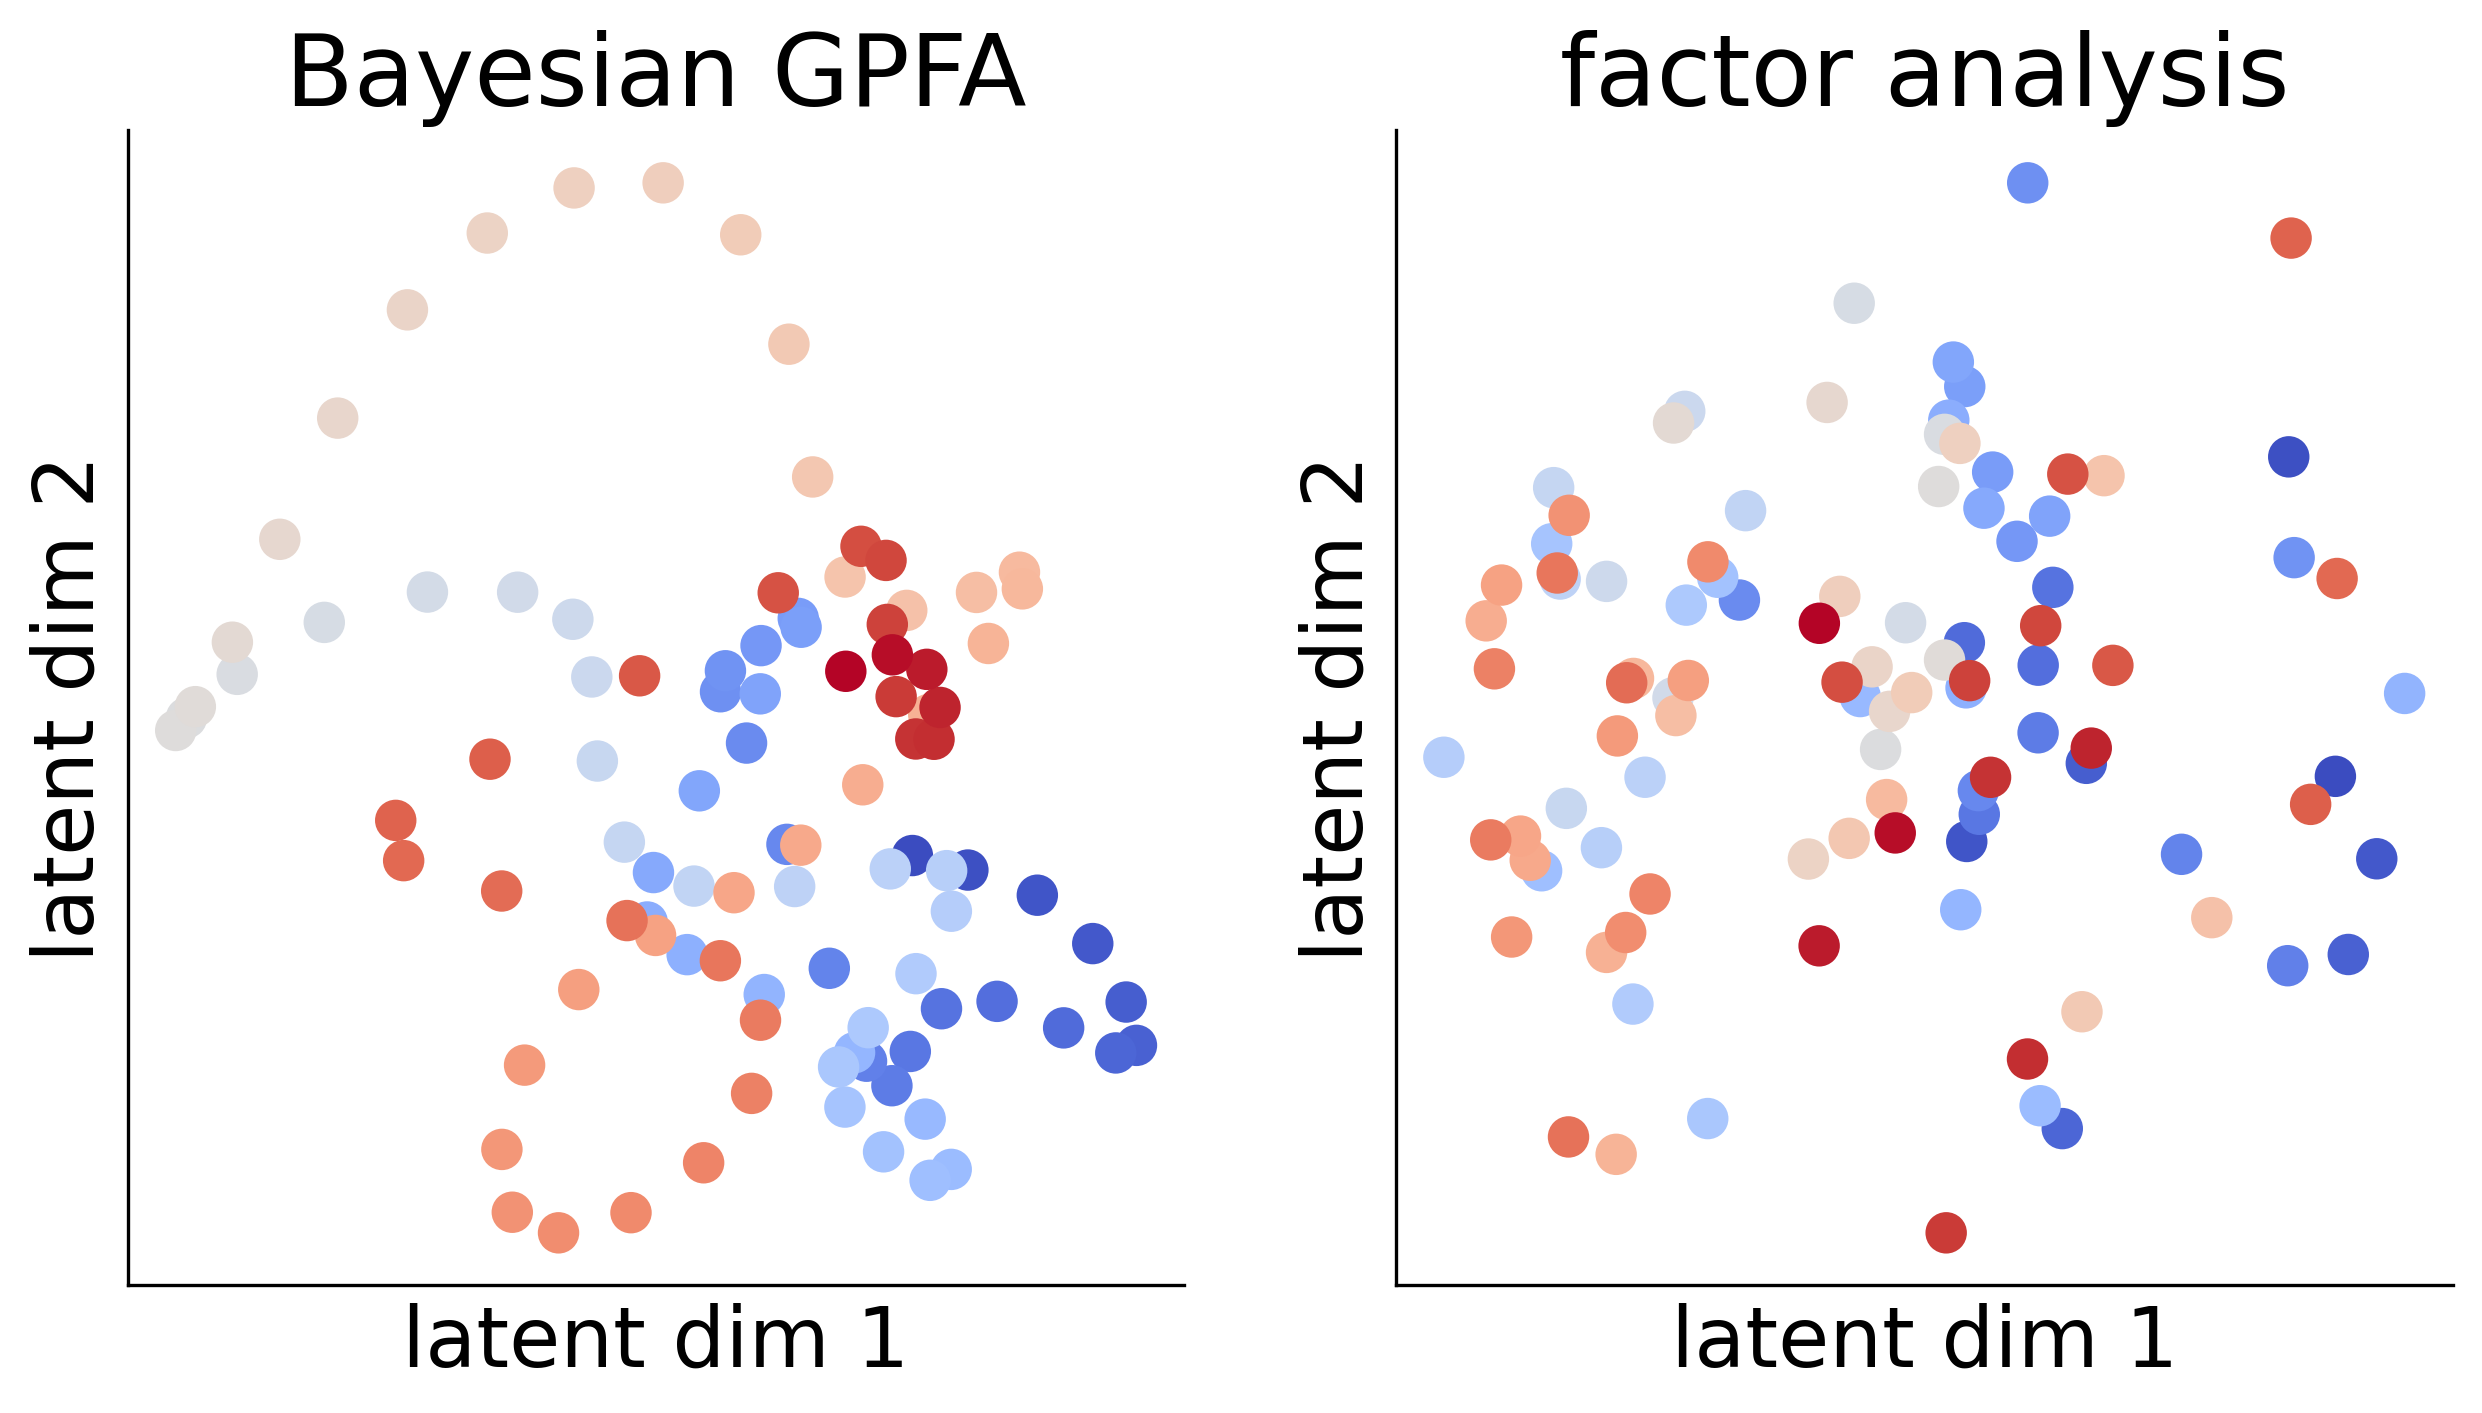 Bayesian GPFA
factor analysis
latent dim 2
latent dim 1
latent dim 2
latent dim 1